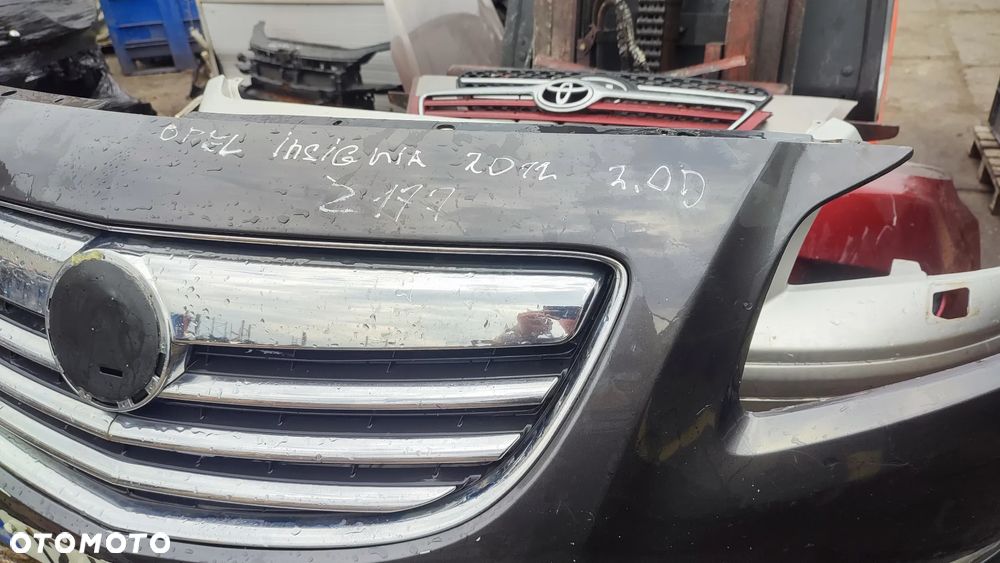 OPEL insiGNIA 2012 2.0D
Z177
OTOMOTO